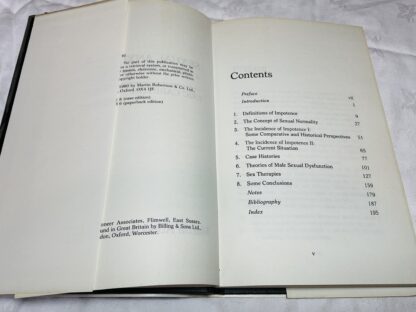 No part of this publication may be
a retrieval system, or transmitted in
electronic, mechanical, photo-
or otherwise without the prior written
copyright holder.
1980 by Martin Robertson & Co. Ltd.,
Oxford OX4 1JF.
(case edition)
(paperback edition)
Associates, Flimwell, East Sussex.
und in Great Britain by Billing & Sons Ltd.,
don, Oxford, Worcester.
Contents
Preface vii
Introduction 1
1. Definitions of Impotence 9
2. The Concept of Sexual Normality 27
3. The Incidence of Impotence I:
Some Comparative and Historical Perspectives 51
4. The Incidence of Impotence II:
The Current Situation 65
5. Case Histories 77
6. Theories of Male Sexual Dysfunction 101
7. Sex Therapies 127
8. Some Conclusions 159
Notes 179
Bibliography 187
Index 195
v